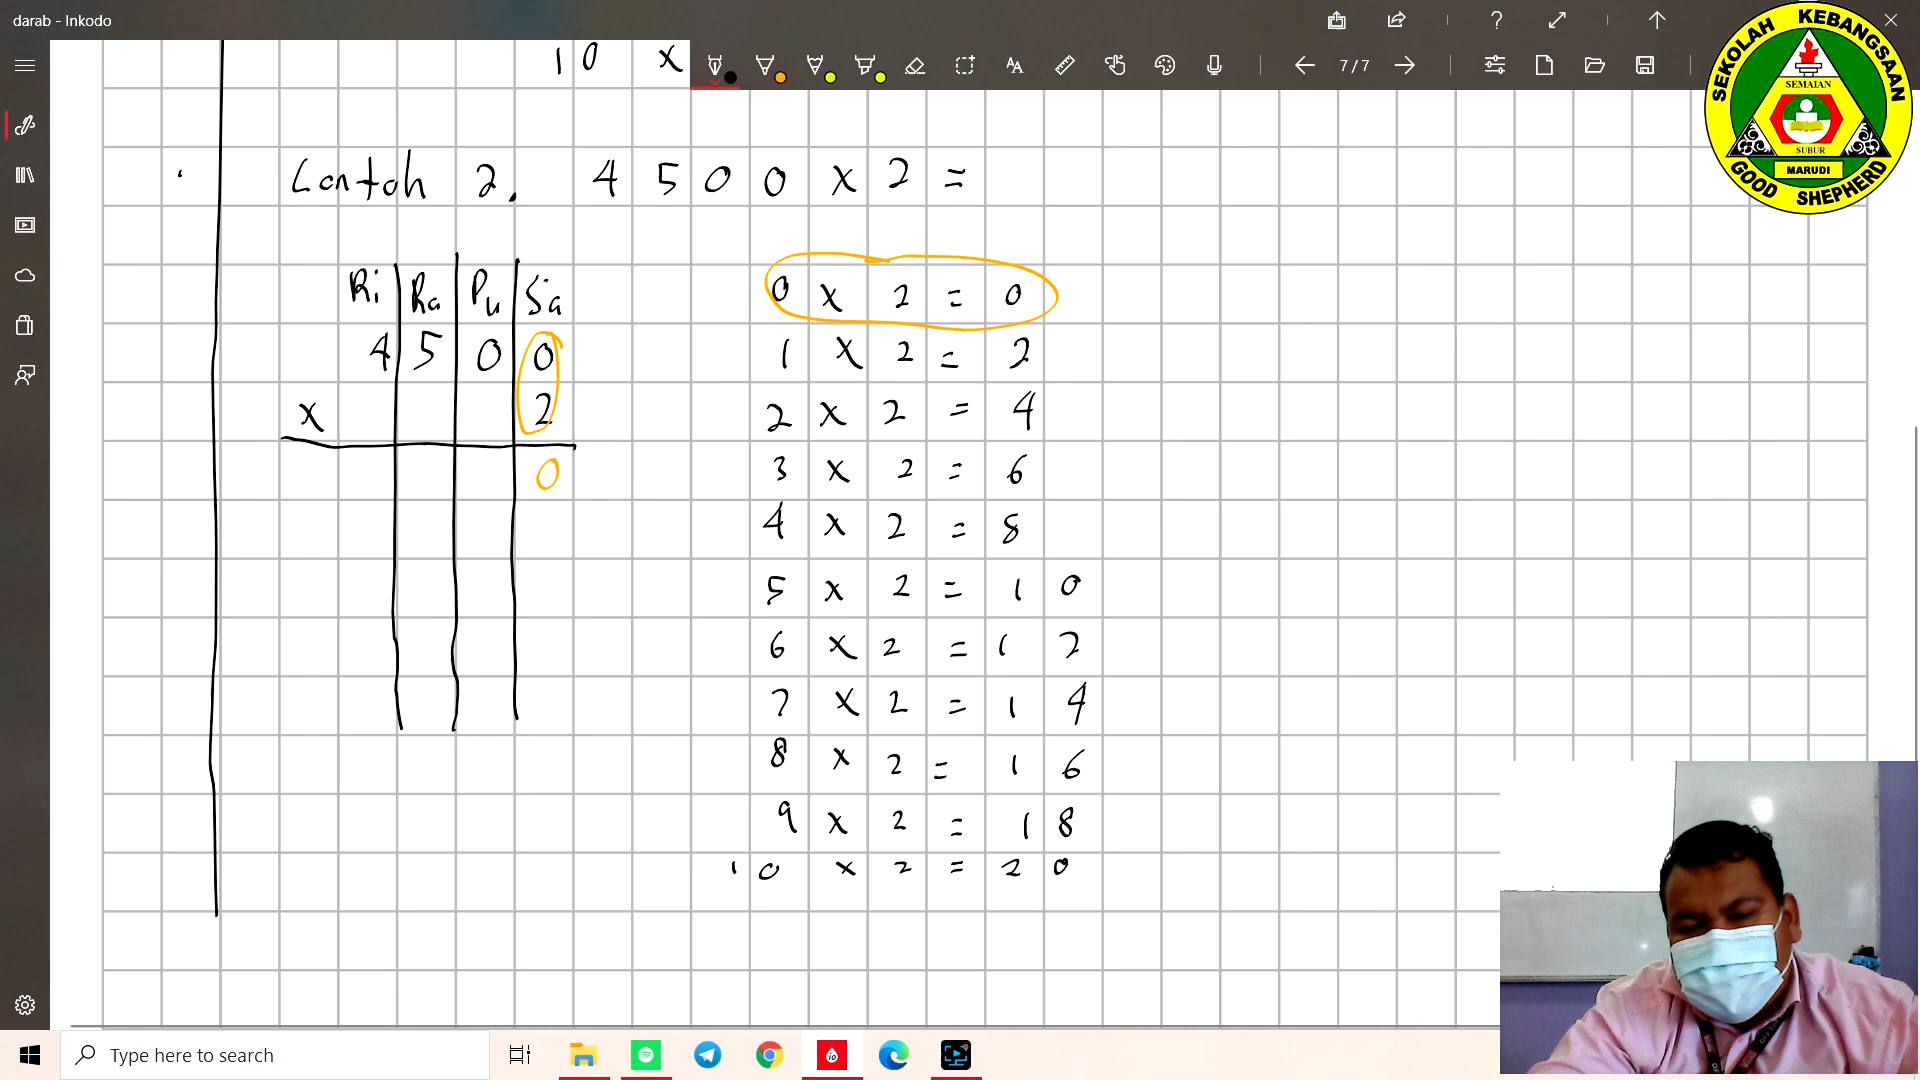 darab - Inkodo
7 / 7
SEKOLAH KEBANGSAAN
SEMAIAN
SUBUR
MARUDI
GOOD SHEPHERD
10 x
Contoh 2. 4500 x 2 =
Ri Ra Pu Sa
4 5 0 0
x 2
0
0 x 2 = 0
1 x 2 = 2
2 x 2 = 4
3 x 2 = 6
4 x 2 = 8
5 x 2 = 10
6 x 2 = 12
7 x 2 = 14
8 x 2 = 16
9 x 2 = 18
10 x 2 = 20
Type here to search
io